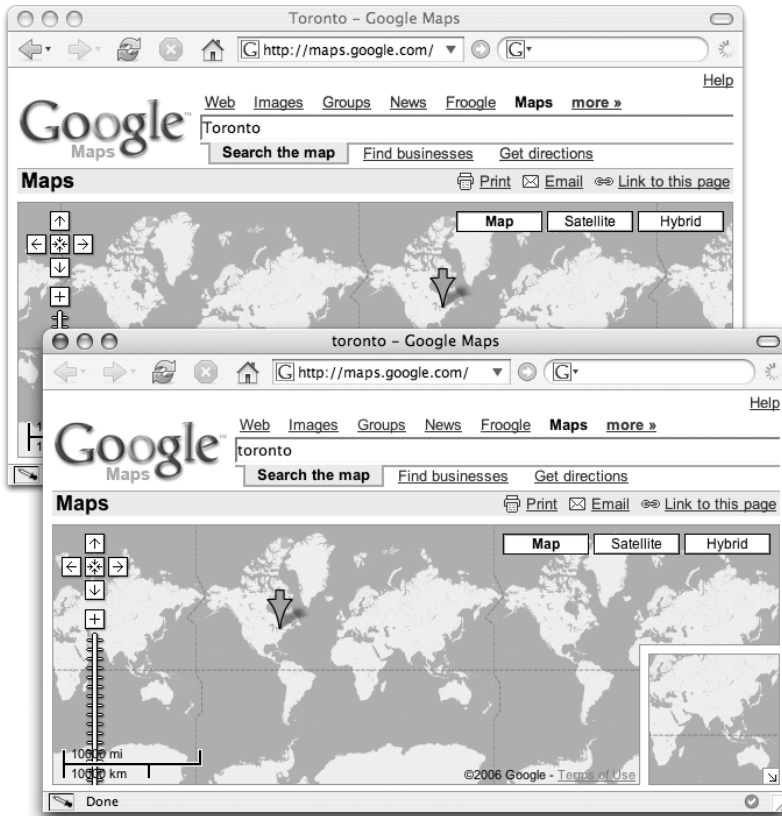 Toronto – Google Maps
G http://maps.google.com/ G
Help
Web Images Groups News Froogle Maps more »
Google™
Maps
Toronto
Search the map Find businesses Get directions
Maps Print Email Link to this page
Map Satellite Hybrid
toronto – Google Maps
G http://maps.google.com/ G
Help
Web Images Groups News Froogle Maps more »
Google™
Maps
toronto
Search the map Find businesses Get directions
Maps Print Email Link to this page
Map Satellite Hybrid
10000 mi
10000 km
©2006 Google - Terms of Use
Done